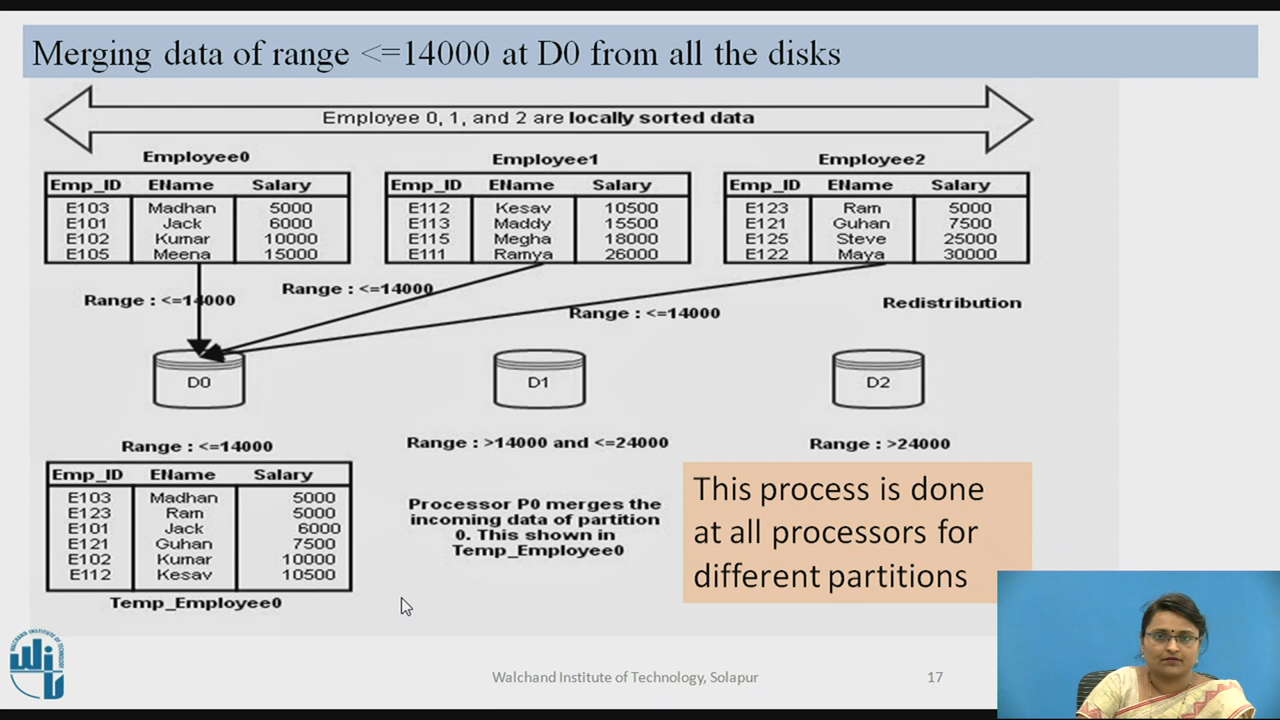 Merging data of range <=14000 at D0 from all the disks
Employee 0, 1, and 2 are locally sorted data
Employee0
Emp_ID EName Salary
E103 Madhan 5000
E101 Jack 6000
E102 Kumar 10000
E105 Meena 15000
Employee1
Emp_ID EName Salary
E112 Kesav 10500
E113 Maddy 15500
E115 Megha 18000
E111 Ramya 26000
Employee2
Emp_ID EName Salary
E123 Ram 5000
E121 Guhan 7500
E125 Steve 25000
E122 Maya 30000
Range : <=14000
Range : <=14000
Range : <=14000
Redistribution
D0
D1
D2
Range : <=14000
Range : >14000 and <=24000
Range : >24000
Emp_ID EName Salary
E103 Madhan 5000
E123 Ram 5000
E101 Jack 6000
E121 Guhan 7500
E102 Kumar 10000
E112 Kesav 10500
Temp_Employee0
Processor P0 merges the
incoming data of partition
0. This shown in
Temp_Employee0
This process is done
at all processors for
different partitions
WALCHAND INSTITUTE OF TECHNOLOGY, SOLAPUR
WIT
Walchand Institute of Technology, Solapur
17